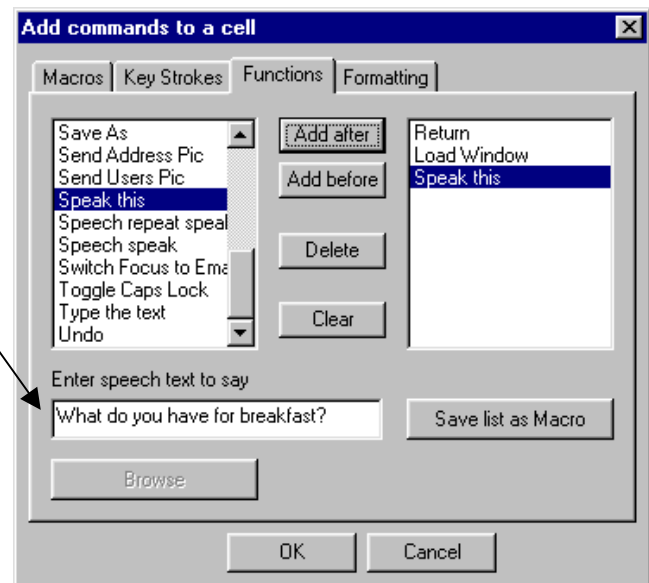 Add commands to a cell
Macros Key Strokes Functions Formatting
Save As
Send Address Pic
Send Users Pic
Speak this
Speech repeat speal
Speech speak
Switch Focus to Ema
Toggle Caps Lock
Type the text
Undo
Add after
Add before
Delete
Clear
Return
Load Window
Speak this
Enter speech text to say
What do you have for breakfast?
Save list as Macro
Browse
OK Cancel